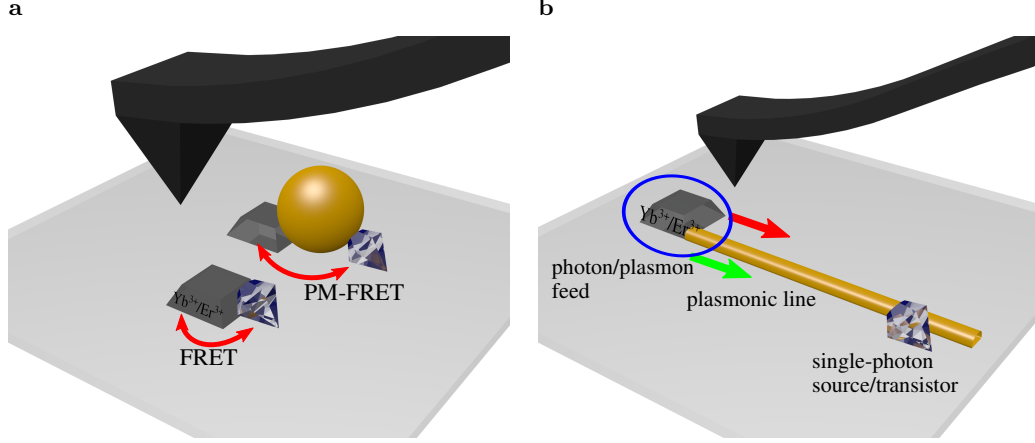 a
PM-FRET
Yb³⁺/Er³⁺
FRET
b
Yb³⁺/Er³⁺
photon/plasmon
feed
plasmonic line
single-photon
source/transistor